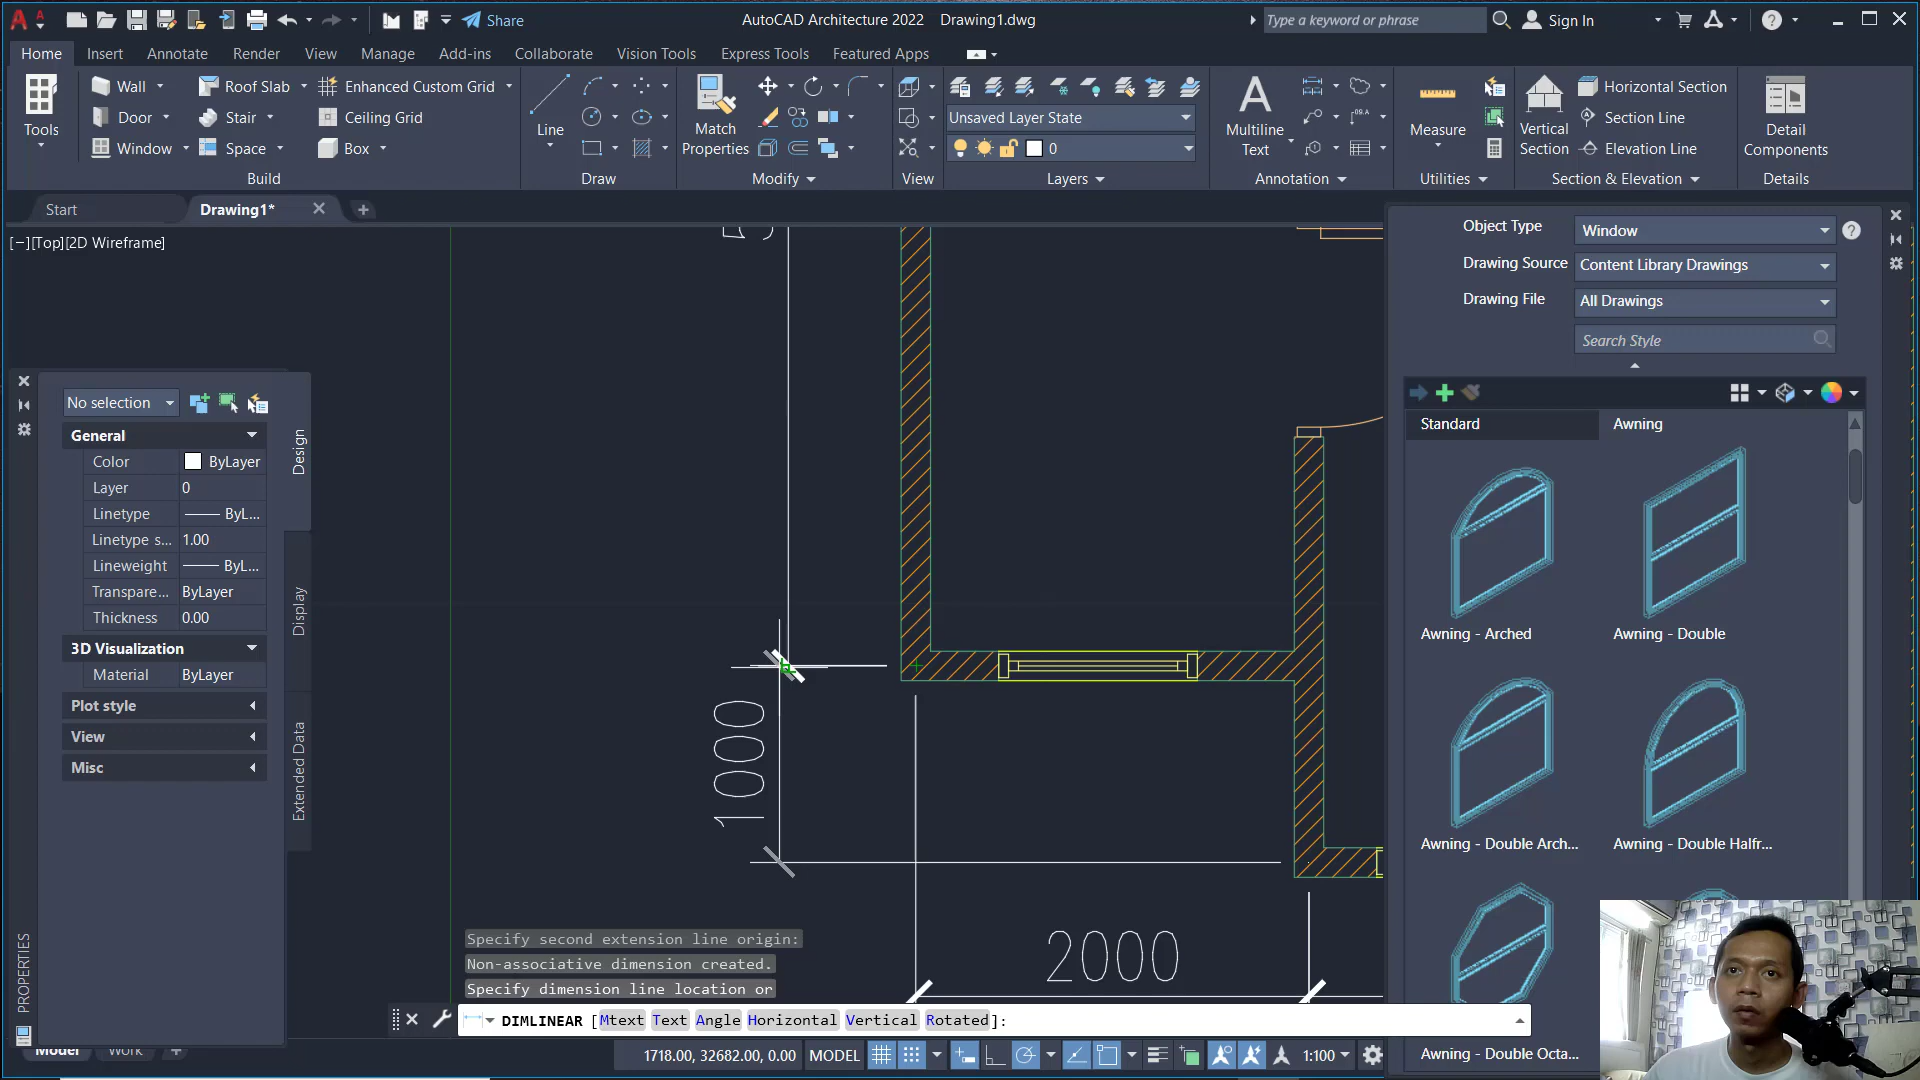 Share
AutoCAD Architecture 2022 Drawing1.dwg
Type a keyword or phrase
Sign In
Home Insert Annotate Render View Manage Add-ins Collaborate Vision Tools Express Tools Featured Apps
Tools
Wall
Door
Window
Roof Slab
Stair
Space
Enhanced Custom Grid
Ceiling Grid
Box
Build
Line
Draw
Match
Properties
Modify
View
Unsaved Layer State
0
Layers
Multiline
Text
Annotation
Measure
Utilities
Vertical
Section
Horizontal Section
Section Line
Elevation Line
Section & Elevation
Detail
Components
Details
Start
Drawing1*
[−][Top][2D Wireframe]
No selection
General
Color ByLayer
Layer 0
Linetype ByL...
Linetype s... 1.00
Lineweight ByL...
Transpare... ByLayer
Thickness 0.00
3D Visualization
Material ByLayer
Plot style
View
Misc
Design
Display
Extended Data
PROPERTIES
1000
2000
Object Type Window
Drawing Source Content Library Drawings
Drawing File All Drawings
Search Style
Standard
Awning
Awning - Arched
Awning - Double
Awning - Double Arch...
Awning - Double Halfr...
Awning - Double Octa...
Specify second extension line origin:
Non-associative dimension created.
Specify dimension line location or
DIMLINEAR [Mtext Text Angle Horizontal Vertical Rotated]:
Model Work
1718.00, 32682.00, 0.00 MODEL
1:100